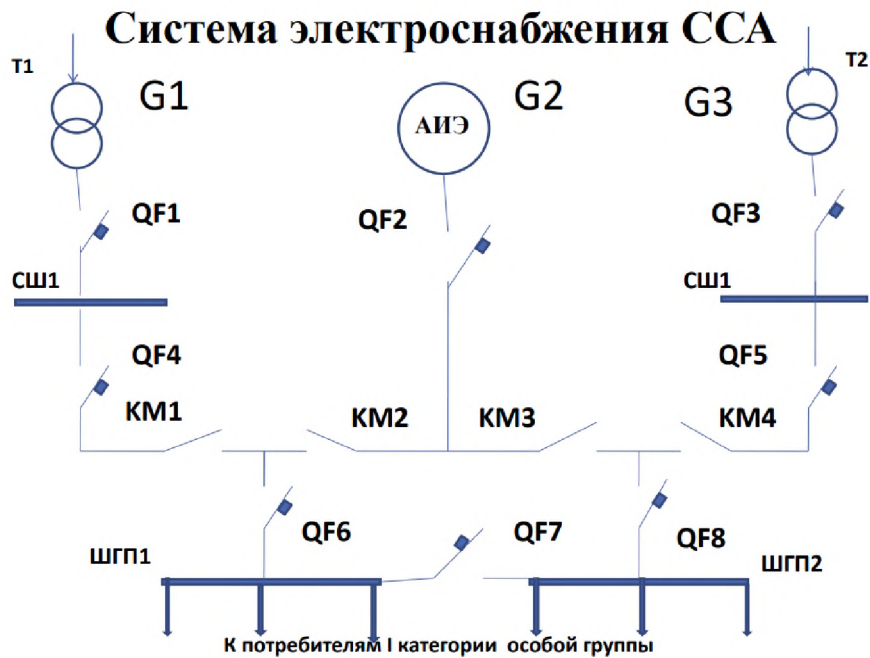 Система электроснабжения ССА
Т1
G1
G2
G3
Т2
АИЭ
QF1
QF2
QF3
СШ1
СШ1
QF4
QF5
КМ1
КМ2
КМ3
КМ4
QF6
QF7
QF8
ШГП1
ШГП2
К потребителям I категории особой группы